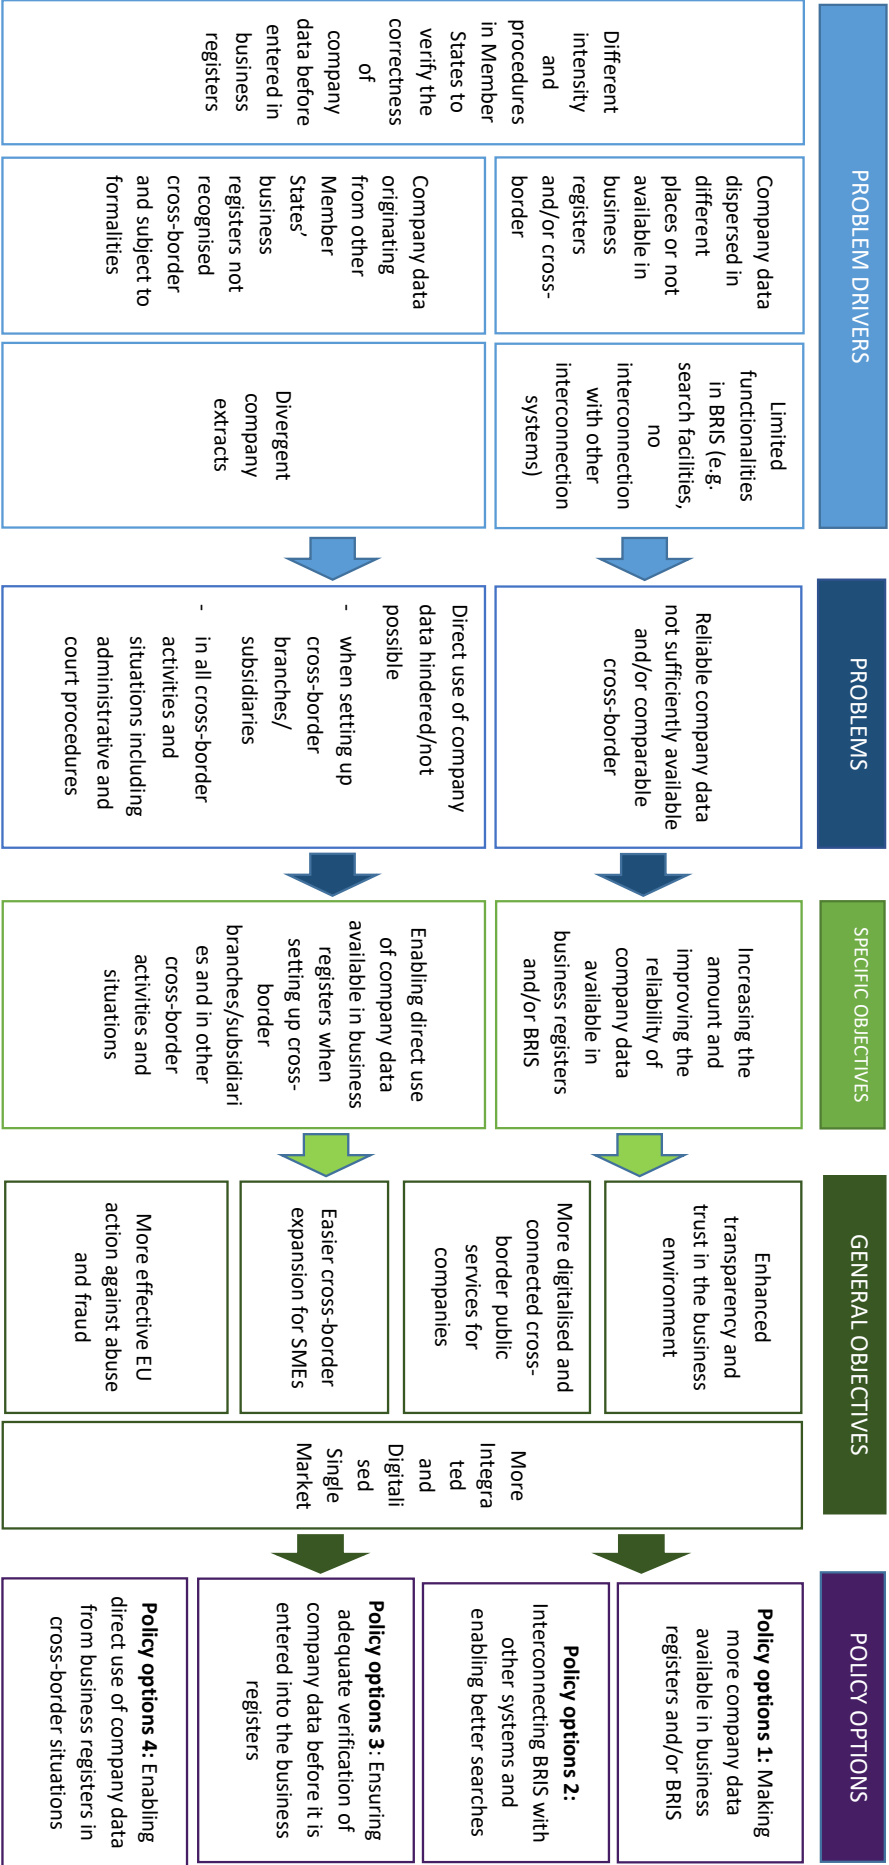 PROBLEM DRIVERS
Different
intensity
and
procedures
in Member
States to
verify the
correctness
of
company
data before
entered in
business
registers
Company data
dispersed in
different
places or not
available in
business
registers
and/or cross-
border
Company data
originating
from other
Member
States’
business
registers not
recognised
cross-border
and subject to
formalities
Limited
functionalities
in BRIS (e.g.
search facilities,
no
interconnection
with other
interconnection
systems)
Divergent
company
extracts
PROBLEMS
Reliable company data
not sufficiently available
and/or comparable
cross-border
Direct use of company
data hindered/not
possible
- when setting up
cross-border
branches/
subsidiaries
- in all cross-border
activities and
situations including
administrative and
court procedures
SPECIFIC OBJECTIVES
Increasing the
amount and
improving the
reliability of
company data
available in
business registers
and/or BRIS
Enabling direct use
of company data
available in business
registers when
setting up cross-
border
branches/subsidiari
es and in other
cross-border
activities and
situations
GENERAL OBJECTIVES
Enhanced
transparency and
trust in the business
environment
More digitalised and
connected cross-
border public
services for
companies
Easier cross-border
expansion for SMEs
More effective EU
action against abuse
and fraud
More
Integra
ted
and
Digitali
sed
Single
Market
POLICY OPTIONS
Policy options 1: Making
more company data
available in business
registers and/or BRIS
Policy options 2:
Interconnecting BRIS with
other systems and
enabling better searches
Policy options 3: Ensuring
adequate verification of
company data before it is
entered into the business
registers
Policy options 4: Enabling
direct use of company data
from business registers in
cross-border situations